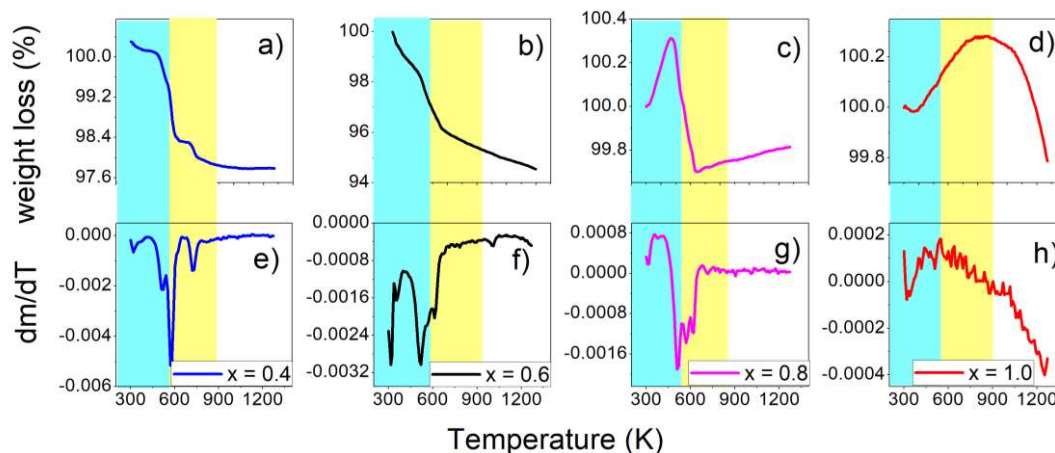 weight loss (%)
100.0
99.2
98.4
97.6
a)
100
98
96
94
b)
100.4
100.2
100.0
99.8
c)
100.2
100.0
99.8
d)
dm/dT
0.000
-0.002
-0.004
-0.006
e)
x = 0.4
300 600 900 1200
0.0000
-0.0008
-0.0016
-0.0024
-0.0032
f)
x = 0.6
300 600 900 1200
0.0008
0.0000
-0.0008
-0.0016
g)
x = 0.8
300 600 900 1200
0.0002
0.0000
-0.0002
-0.0004
h)
x = 1.0
300 600 900 1200
Temperature (K)